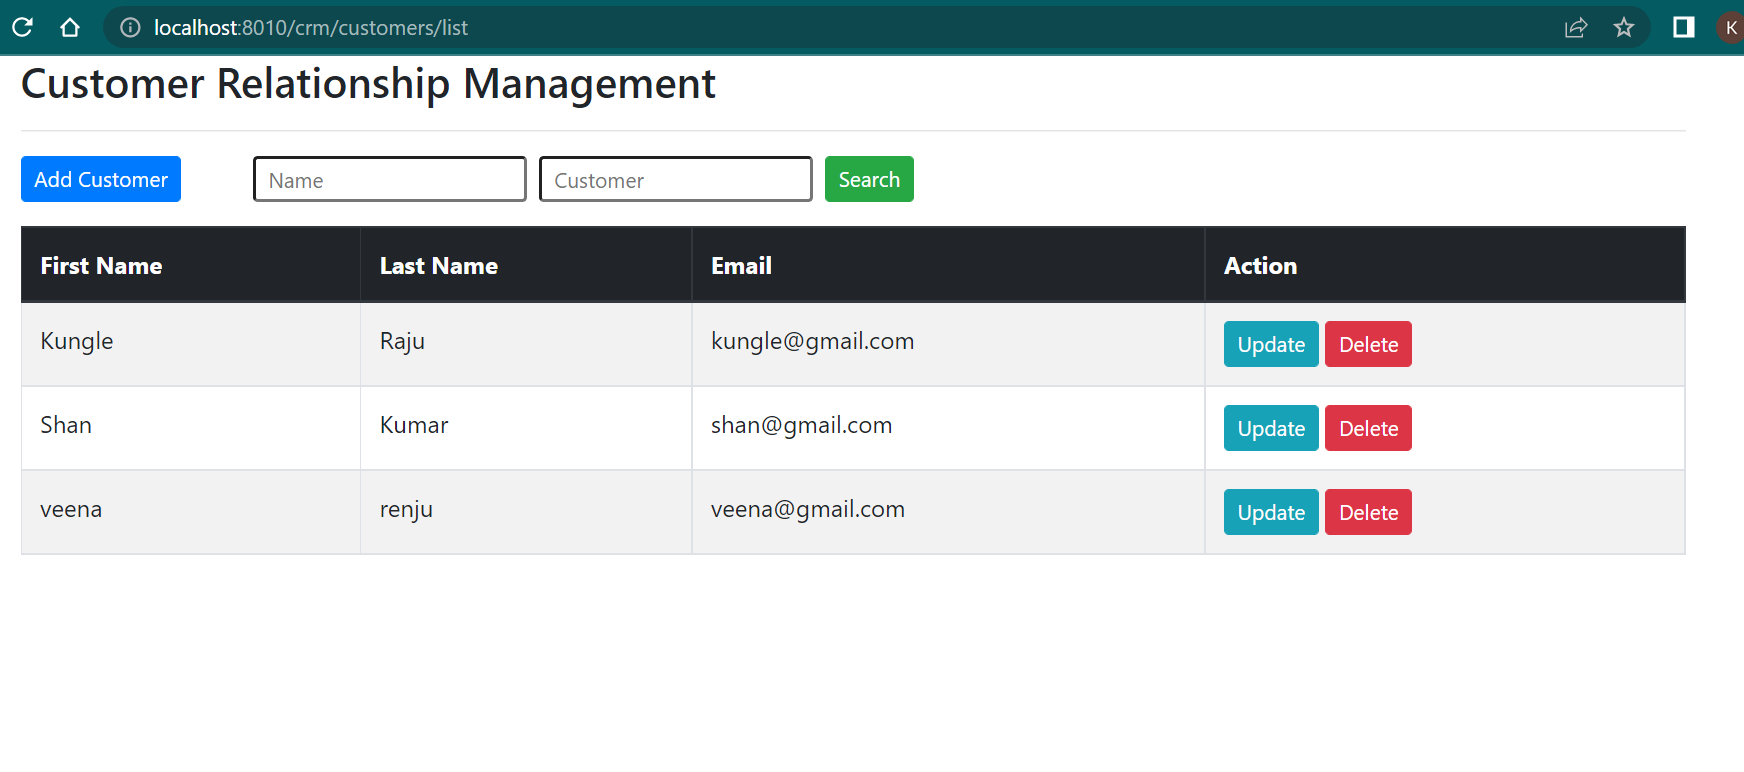 localhost:8010/crm/customers/list
K
Customer Relationship Management
Add Customer Name Customer Search
First Name Last Name Email Action
Kungle Raju kungle@gmail.com Update Delete
Shan Kumar shan@gmail.com Update Delete
veena renju veena@gmail.com Update Delete